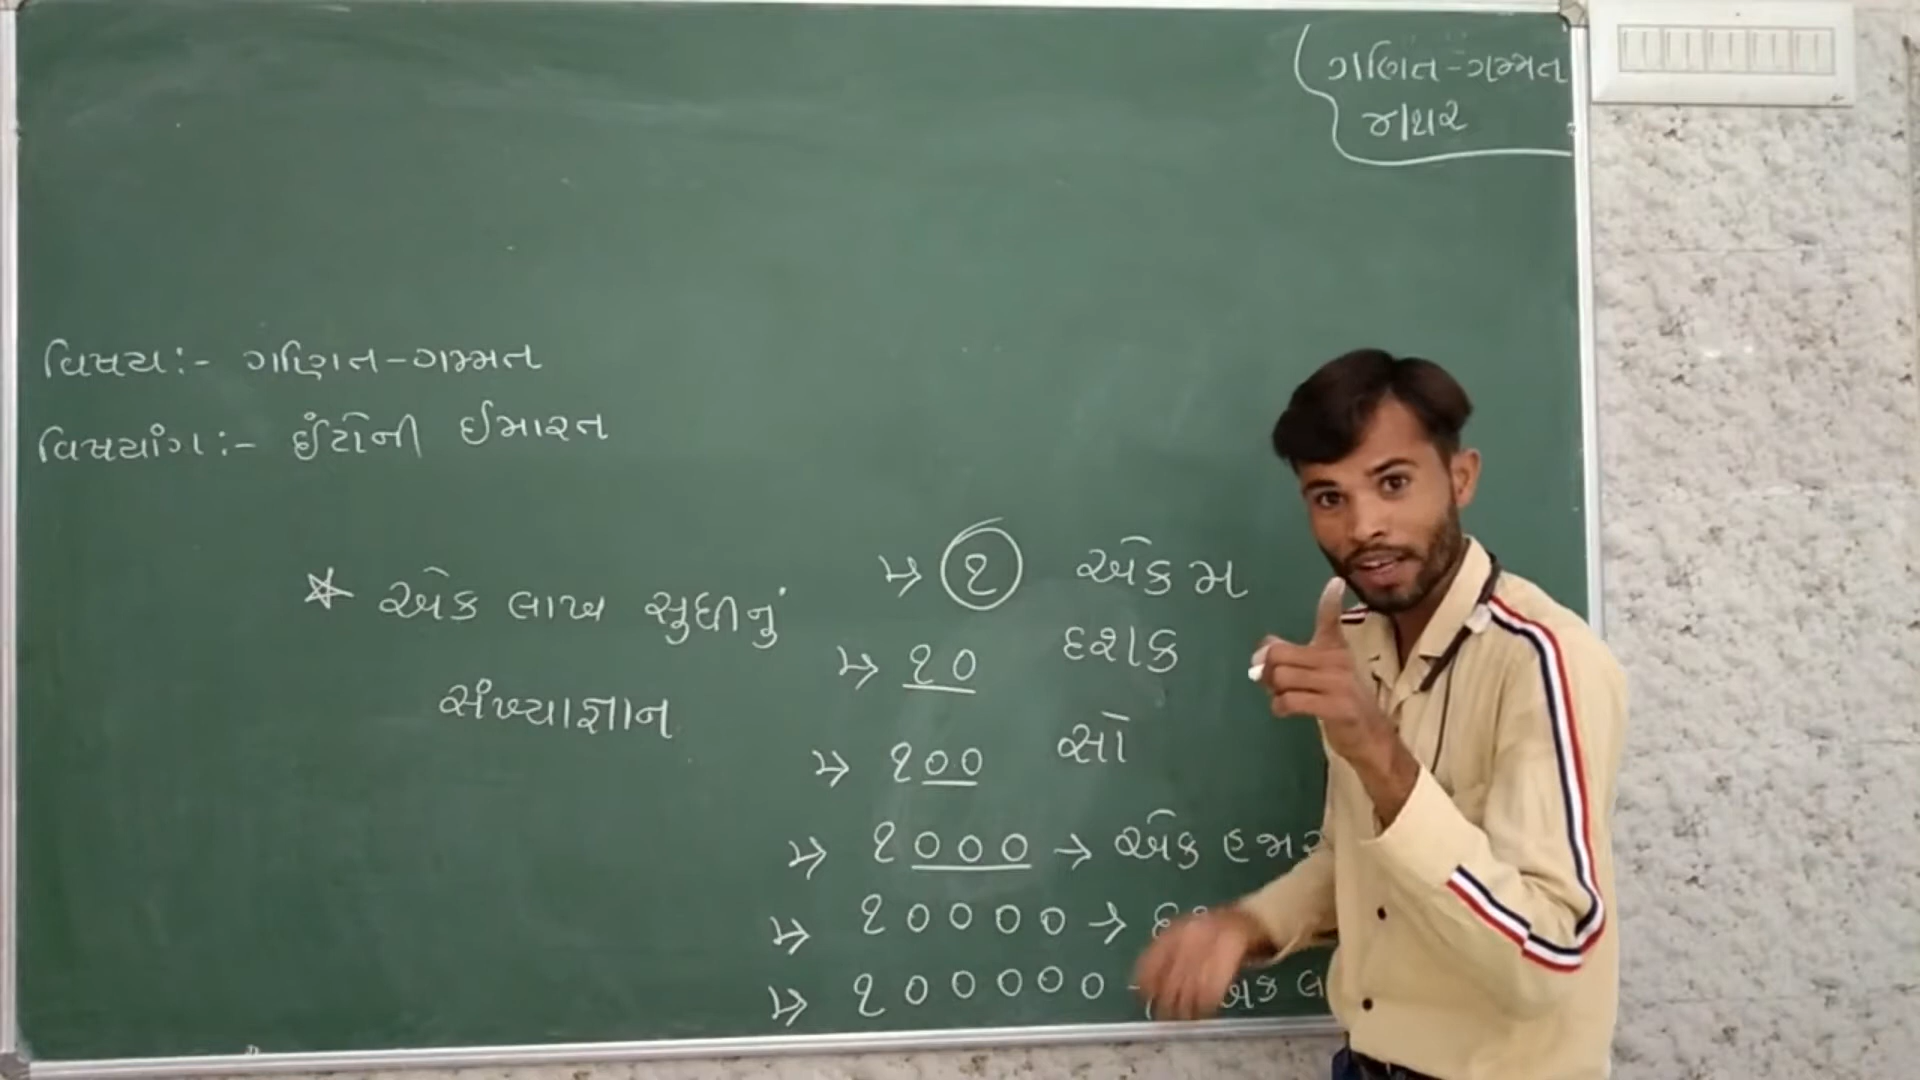 ગણિત-ગમ્મત
વિષય:- ગણિત-ગમ્મત
વિષયાંગ:- ઈંટોની ઈમારત
* એક લાખ સુધીનું
સંખ્યાજ્ઞાન
→ ૧ એકમ
→ ૧૦ દશક
→ ૧૦૦ સો
→ ૧૦૦૦ → એક હજાર
→ ૧૦૦૦૦ →
→ ૧૦૦૦૦૦ → એક